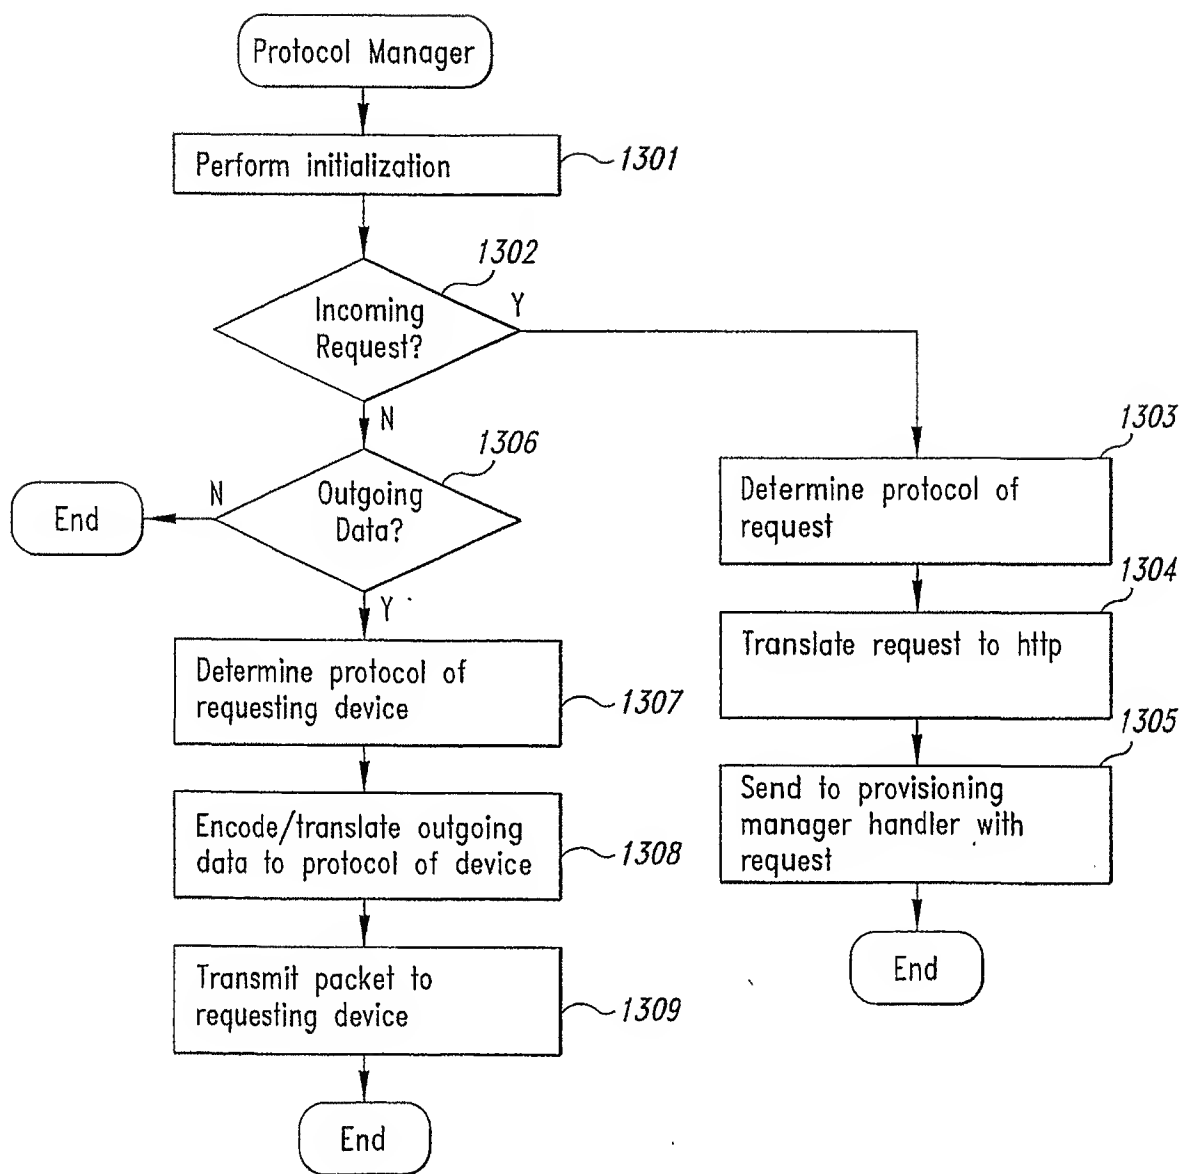 Protocol Manager
Perform initialization
1301
1302
Incoming
Request?
Y
N
1306
Outgoing
Data?
N
End
Y
Determine protocol of
requesting device
1307
Encode/translate outgoing
data to protocol of device
1308
Transmit packet to
requesting device
1309
End
1303
Determine protocol of
request
1304
Translate request to http
1305
Send to provisioning
manager handler with
request
End